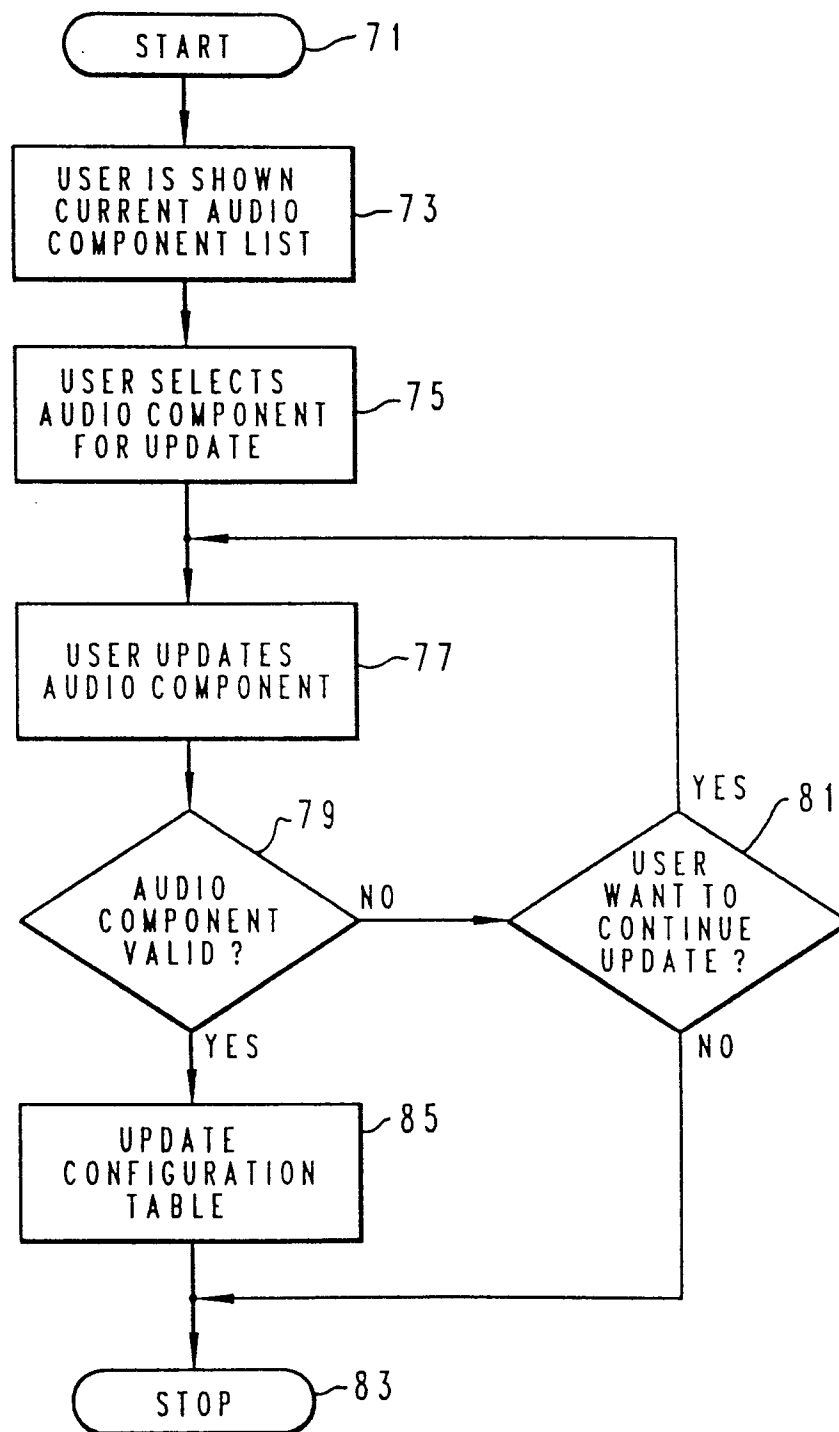 START
71
USER IS SHOWN
CURRENT AUDIO
COMPONENT LIST
73
USER SELECTS
AUDIO COMPONENT
FOR UPDATE
75
USER UPDATES
AUDIO COMPONENT
77
AUDIO
COMPONENT
VALID ?
79
NO
YES
USER
WANT TO
CONTINUE
UPDATE ?
81
YES
NO
UPDATE
CONFIGURATION
TABLE
85
STOP
83